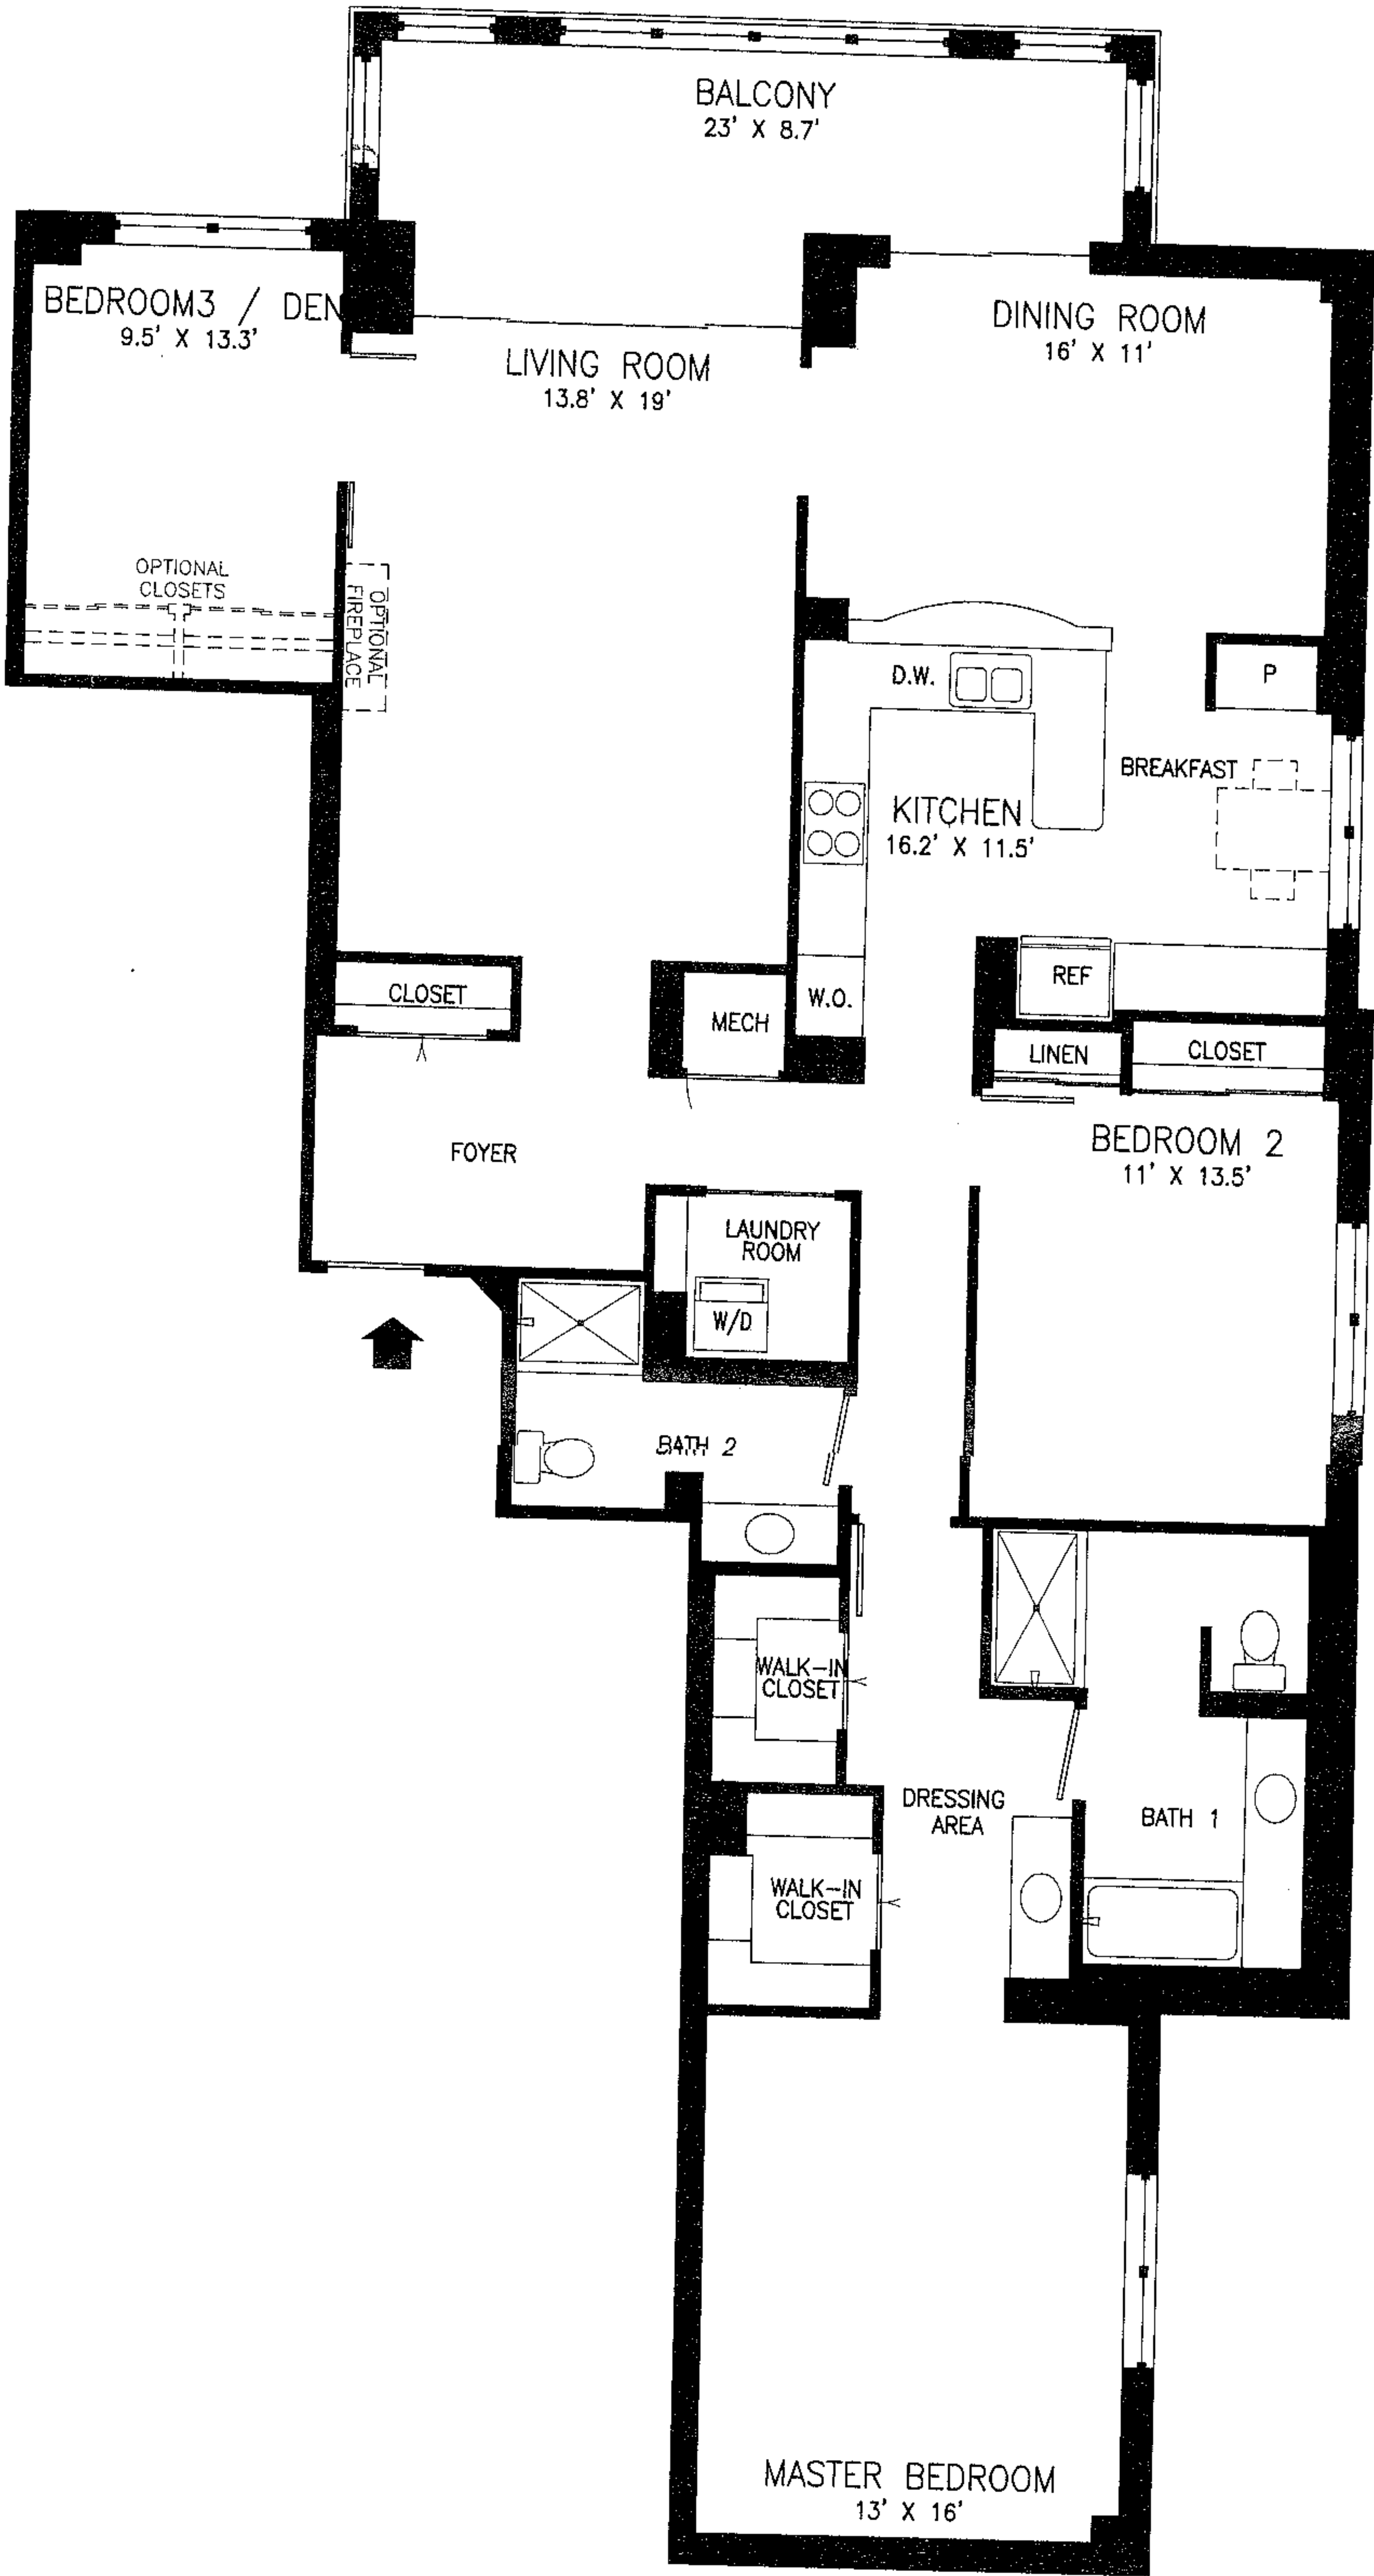 BALCONY
23' X 8.7'
BEDROOM3 / DEN
9.5' X 13.3'
LIVING ROOM
13.8' X 19'
DINING ROOM
16' X 11'
OPTIONAL
CLOSETS
OPTIONAL
FIREPLACE
D.W.
P
BREAKFAST
KITCHEN
16.2' X 11.5'
CLOSET
MECH
W.O.
REF
LINEN
CLOSET
FOYER
BEDROOM 2
11' X 13.5'
LAUNDRY
ROOM
W/D
BATH 2
WALK-IN
CLOSET
DRESSING
AREA
BATH 1
WALK-IN
CLOSET
MASTER BEDROOM
13' X 16'